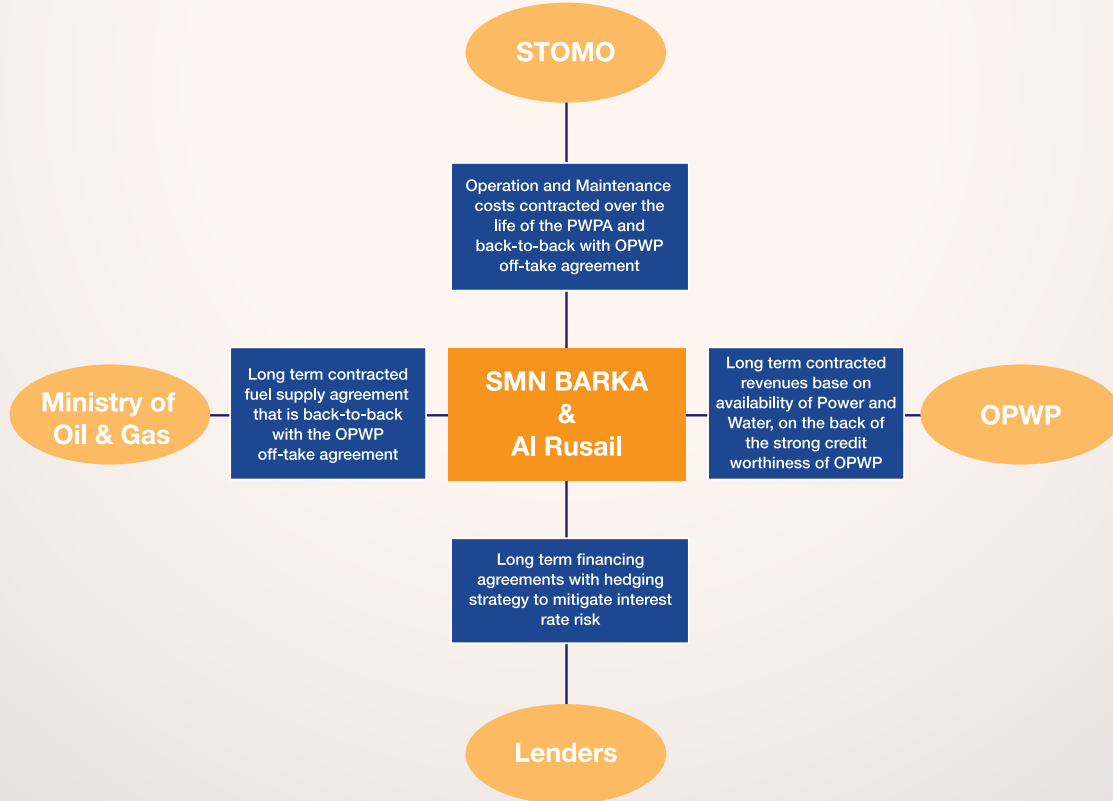 STOMO
Operation and Maintenance
costs contracted over the
life of the PWPA and
back-to-back with OPWP
off-take agreement
Ministry of
Oil & Gas
Long term contracted
fuel supply agreement
that is back-to-back
with the OPWP
off-take agreement
SMN BARKA
&
Al Rusail
Long term contracted
revenues base on
availability of Power and
Water, on the back of
the strong credit
worthiness of OPWP
OPWP
Long term financing
agreements with hedging
strategy to mitigate interest
rate risk
Lenders